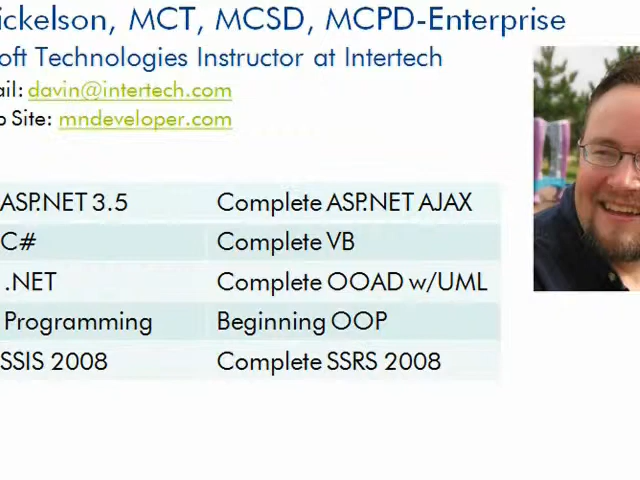 ickelson, MCT, MCSD, MCPD-Enterprise
oft Technologies Instructor at Intertech
ail: davin@intertech.com
b Site: mndeveloper.com
ASP.NET 3.5 Complete ASP.NET AJAX
C# Complete VB
.NET Complete OOAD w/UML
Programming Beginning OOP
SSIS 2008 Complete SSRS 2008